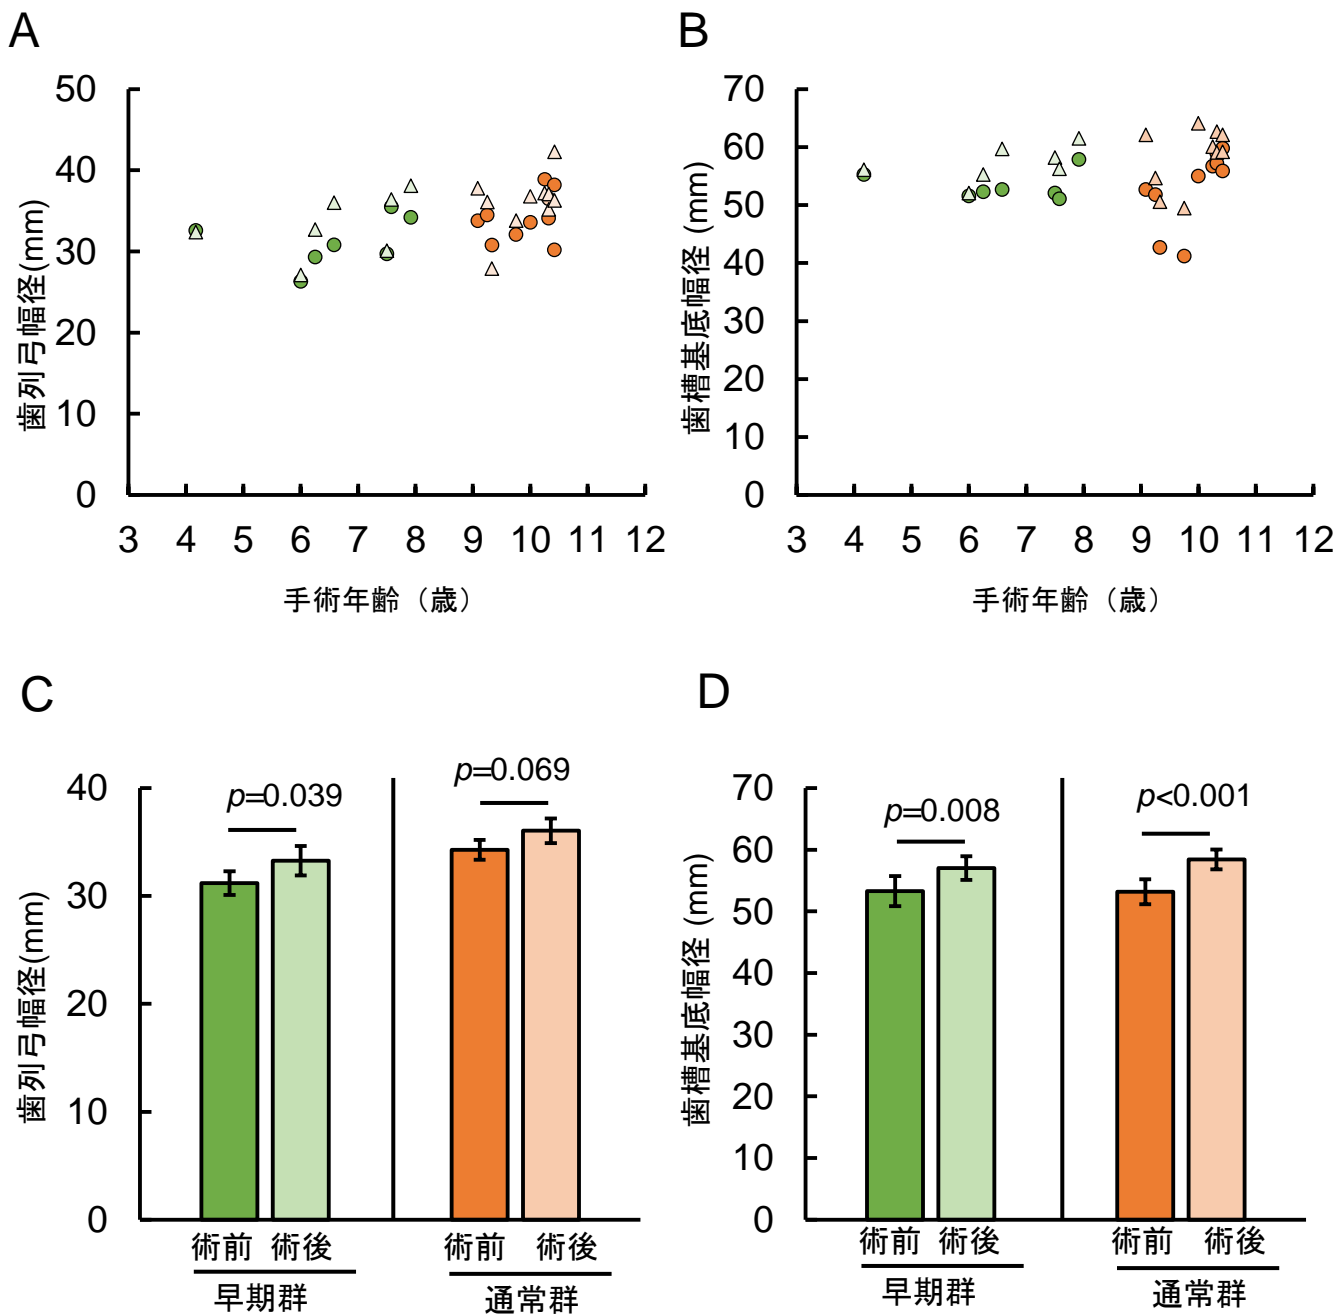 A
歯列弓幅径(mm)
50
40
30
20
10
0
3 4 5 6 7 8 9 10 11 12
手術年齢（歳）
B
歯槽基底幅径 (mm)
70
60
50
40
30
20
10
0
3 4 5 6 7 8 9 10 11 12
手術年齢（歳）
C
歯列弓幅径(mm)
40
30
20
10
0
p=0.039
p=0.069
術前 術後 術前 術後
早期群 通常群
D
歯槽基底幅径 (mm)
70
60
50
40
30
20
10
0
p=0.008
p<0.001
術前 術後 術前 術後
早期群 通常群